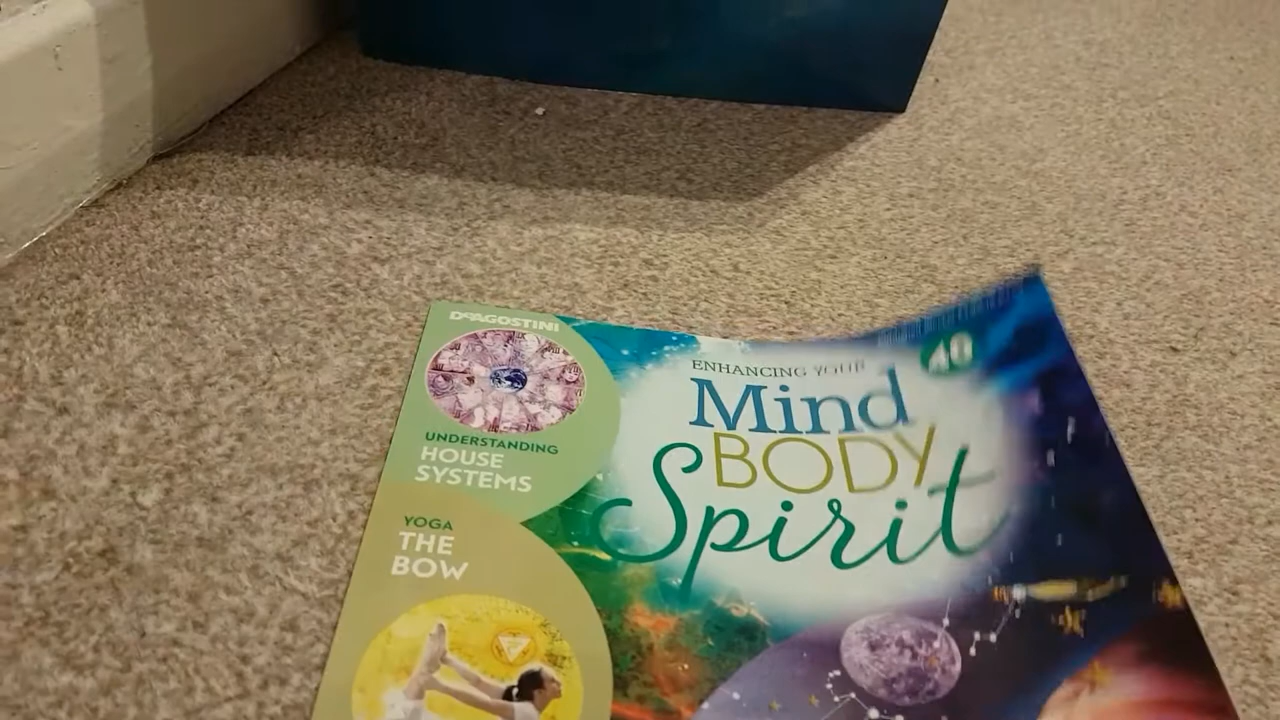 DeAGOSTINI
UNDERSTANDING
HOUSE
SYSTEMS
YOGA
THE
BOW
ENHANCING YOUR
Mind
BODY
Spirit
40